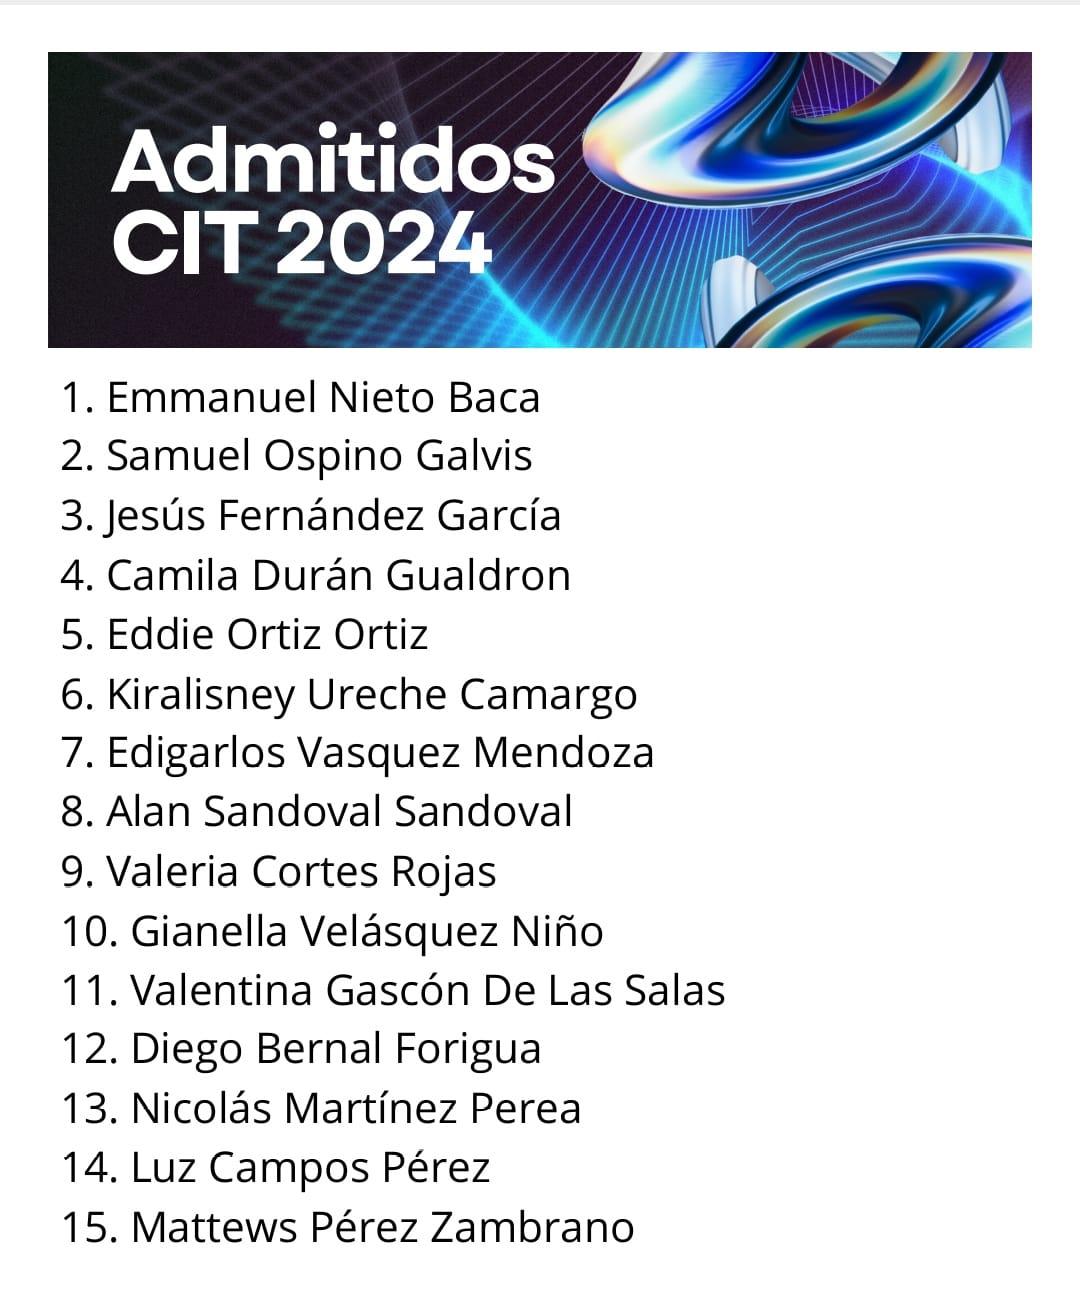 Admitidos
CIT 2024
1. Emmanuel Nieto Baca
2. Samuel Ospino Galvis
3. Jesús Fernández García
4. Camila Durán Gualdron
5. Eddie Ortiz Ortiz
6. Kiralisney Ureche Camargo
7. Edigarlos Vasquez Mendoza
8. Alan Sandoval Sandoval
9. Valeria Cortes Rojas
10. Gianella Velásquez Niño
11. Valentina Gascón De Las Salas
12. Diego Bernal Forigua
13. Nicolás Martínez Perea
14. Luz Campos Pérez
15. Mattews Pérez Zambrano